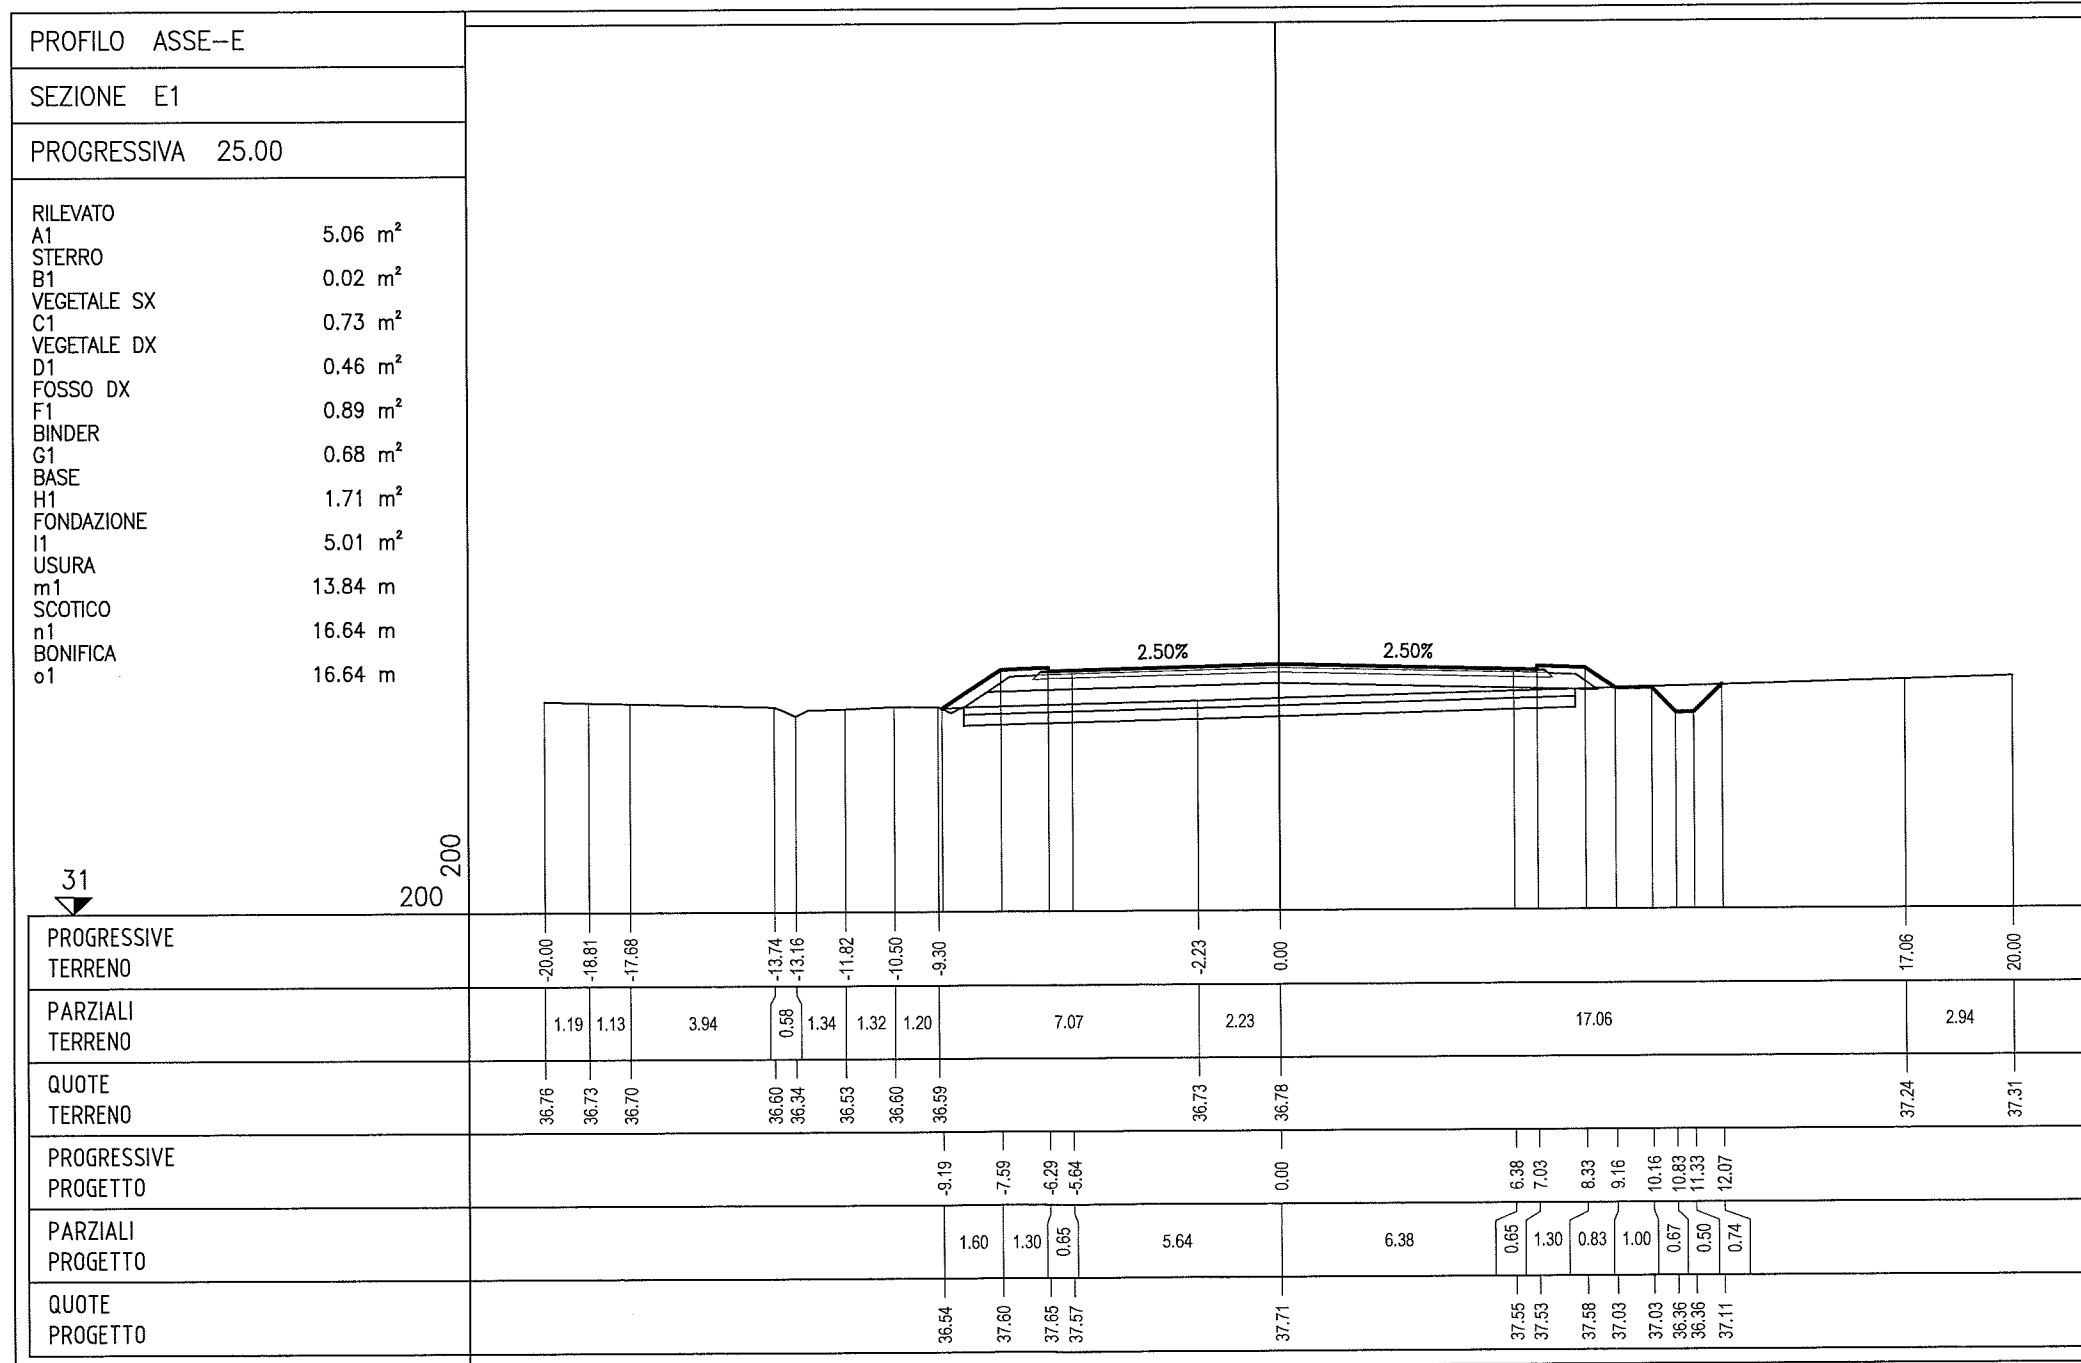 PROFILO ASSE-E
SEZIONE E1
PROGRESSIVA 25.00
RILEVATO
A1 5.06 m²
STERRO
B1 0.02 m²
VEGETALE SX
C1 0.73 m²
VEGETALE DX
D1 0.46 m²
FOSSO DX
F1 0.89 m²
BINDER
G1 0.68 m²
BASE
H1 1.71 m²
FONDAZIONE
I1 5.01 m²
USURA
m1 13.84 m
SCOTICO
n1 16.64 m
BONIFICA
o1 16.64 m
2.50% 2.50%
31
200
200
PROGRESSIVE
TERRENO
-20.00 -18.81 -17.68 -13.74 -13.16 -11.82 -10.50 -9.30 -2.23 0.00 17.06 20.00
PARZIALI
TERRENO
1.19 1.13 3.94 0.58 1.34 1.32 1.20 7.07 2.23 17.06 2.94
QUOTE
TERRENO
36.76 36.73 36.70 36.60 36.34 36.53 36.60 36.59 36.73 36.78 37.24 37.31
PROGRESSIVE
PROGETTO
-9.19 -7.59 -6.29 -5.64 0.00 6.38 7.03 8.33 9.16 10.16 10.83 11.33 12.07
PARZIALI
PROGETTO
1.60 1.30 0.65 5.64 6.38 0.65 1.30 0.83 1.00 0.67 0.50 0.74
QUOTE
PROGETTO
36.54 37.60 37.65 37.57 37.71 37.55 37.53 37.58 37.03 37.03 36.36 36.36 37.11